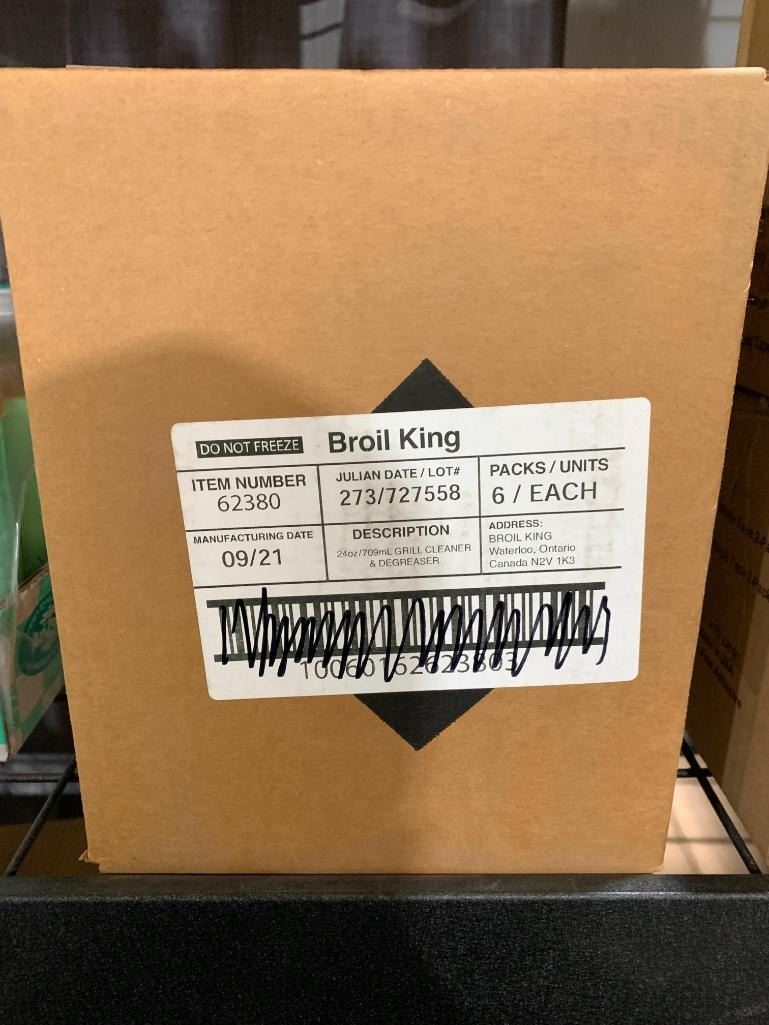 DO NOT FREEZE Broil King
ITEM NUMBER
62380
JULIAN DATE / LOT#
273/727558
PACKS / UNITS
6 / EACH
MANUFACTURING DATE
09/21
DESCRIPTION
24oz/709mL GRILL CLEANER
& DEGREASER
ADDRESS:
BROIL KING
Waterloo, Ontario
Canada N2V 1K3
10060162623803